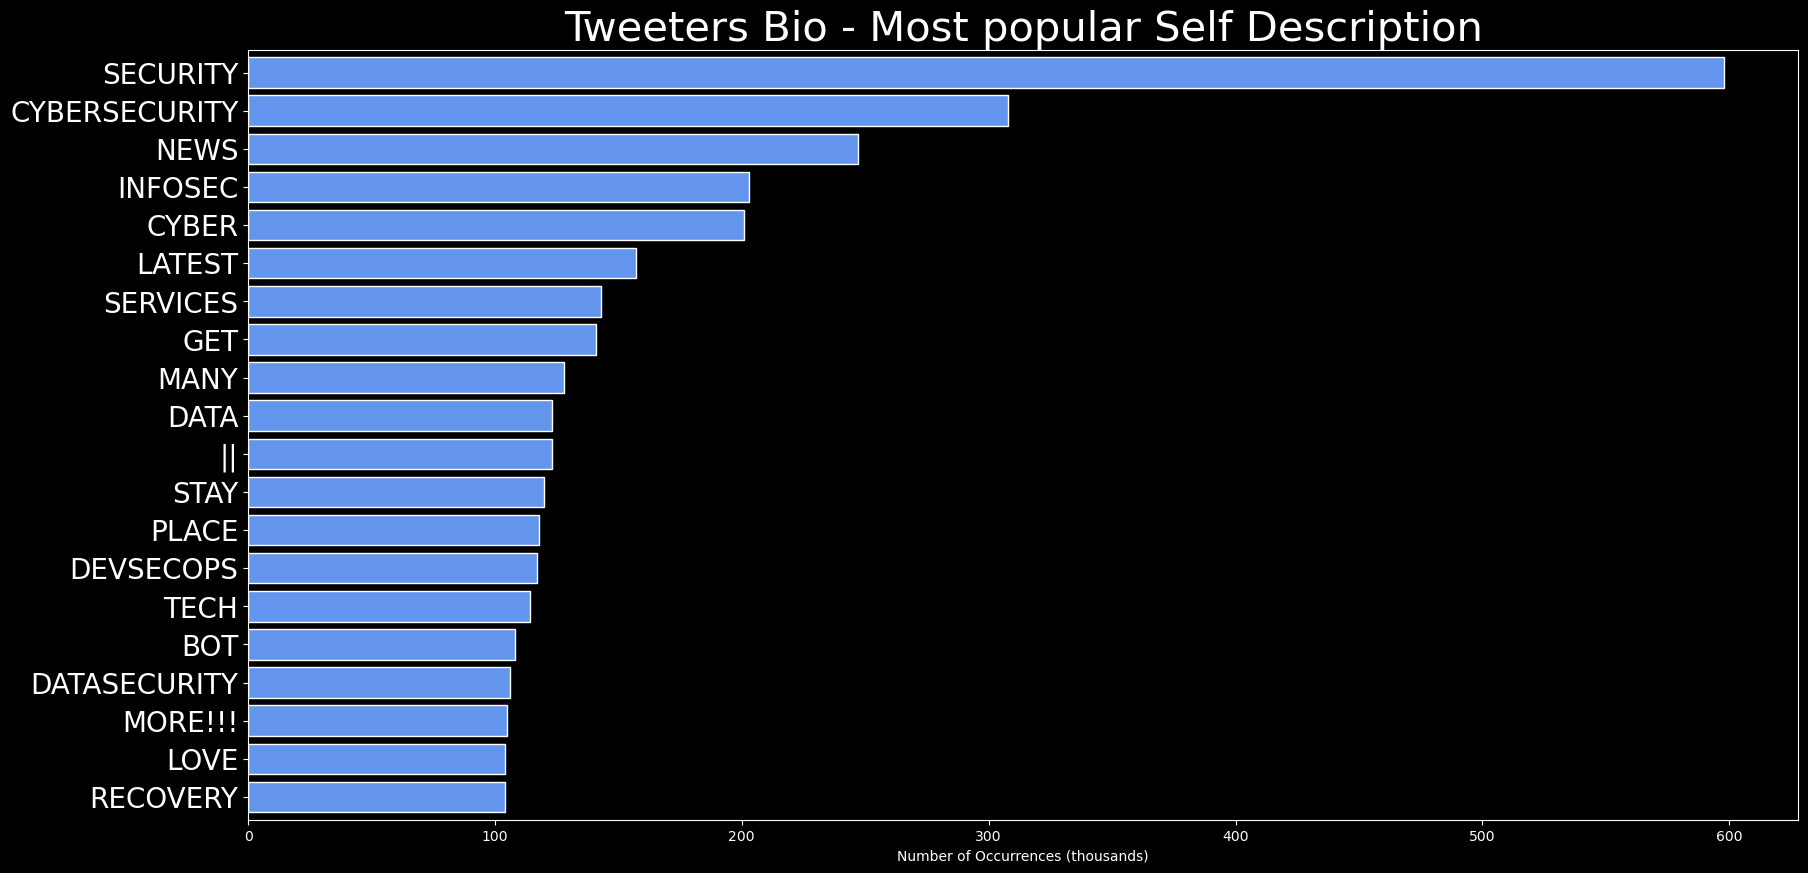 Tweeters Bio - Most popular Self Description
SECURITY
CYBERSECURITY
NEWS
INFOSEC
CYBER
LATEST
SERVICES
GET
MANY
DATA
||
STAY
PLACE
DEVSECOPS
TECH
BOT
DATASECURITY
MORE!!!
LOVE
RECOVERY
0 100 200 300 400 500 600
Number of Occurrences (thousands)